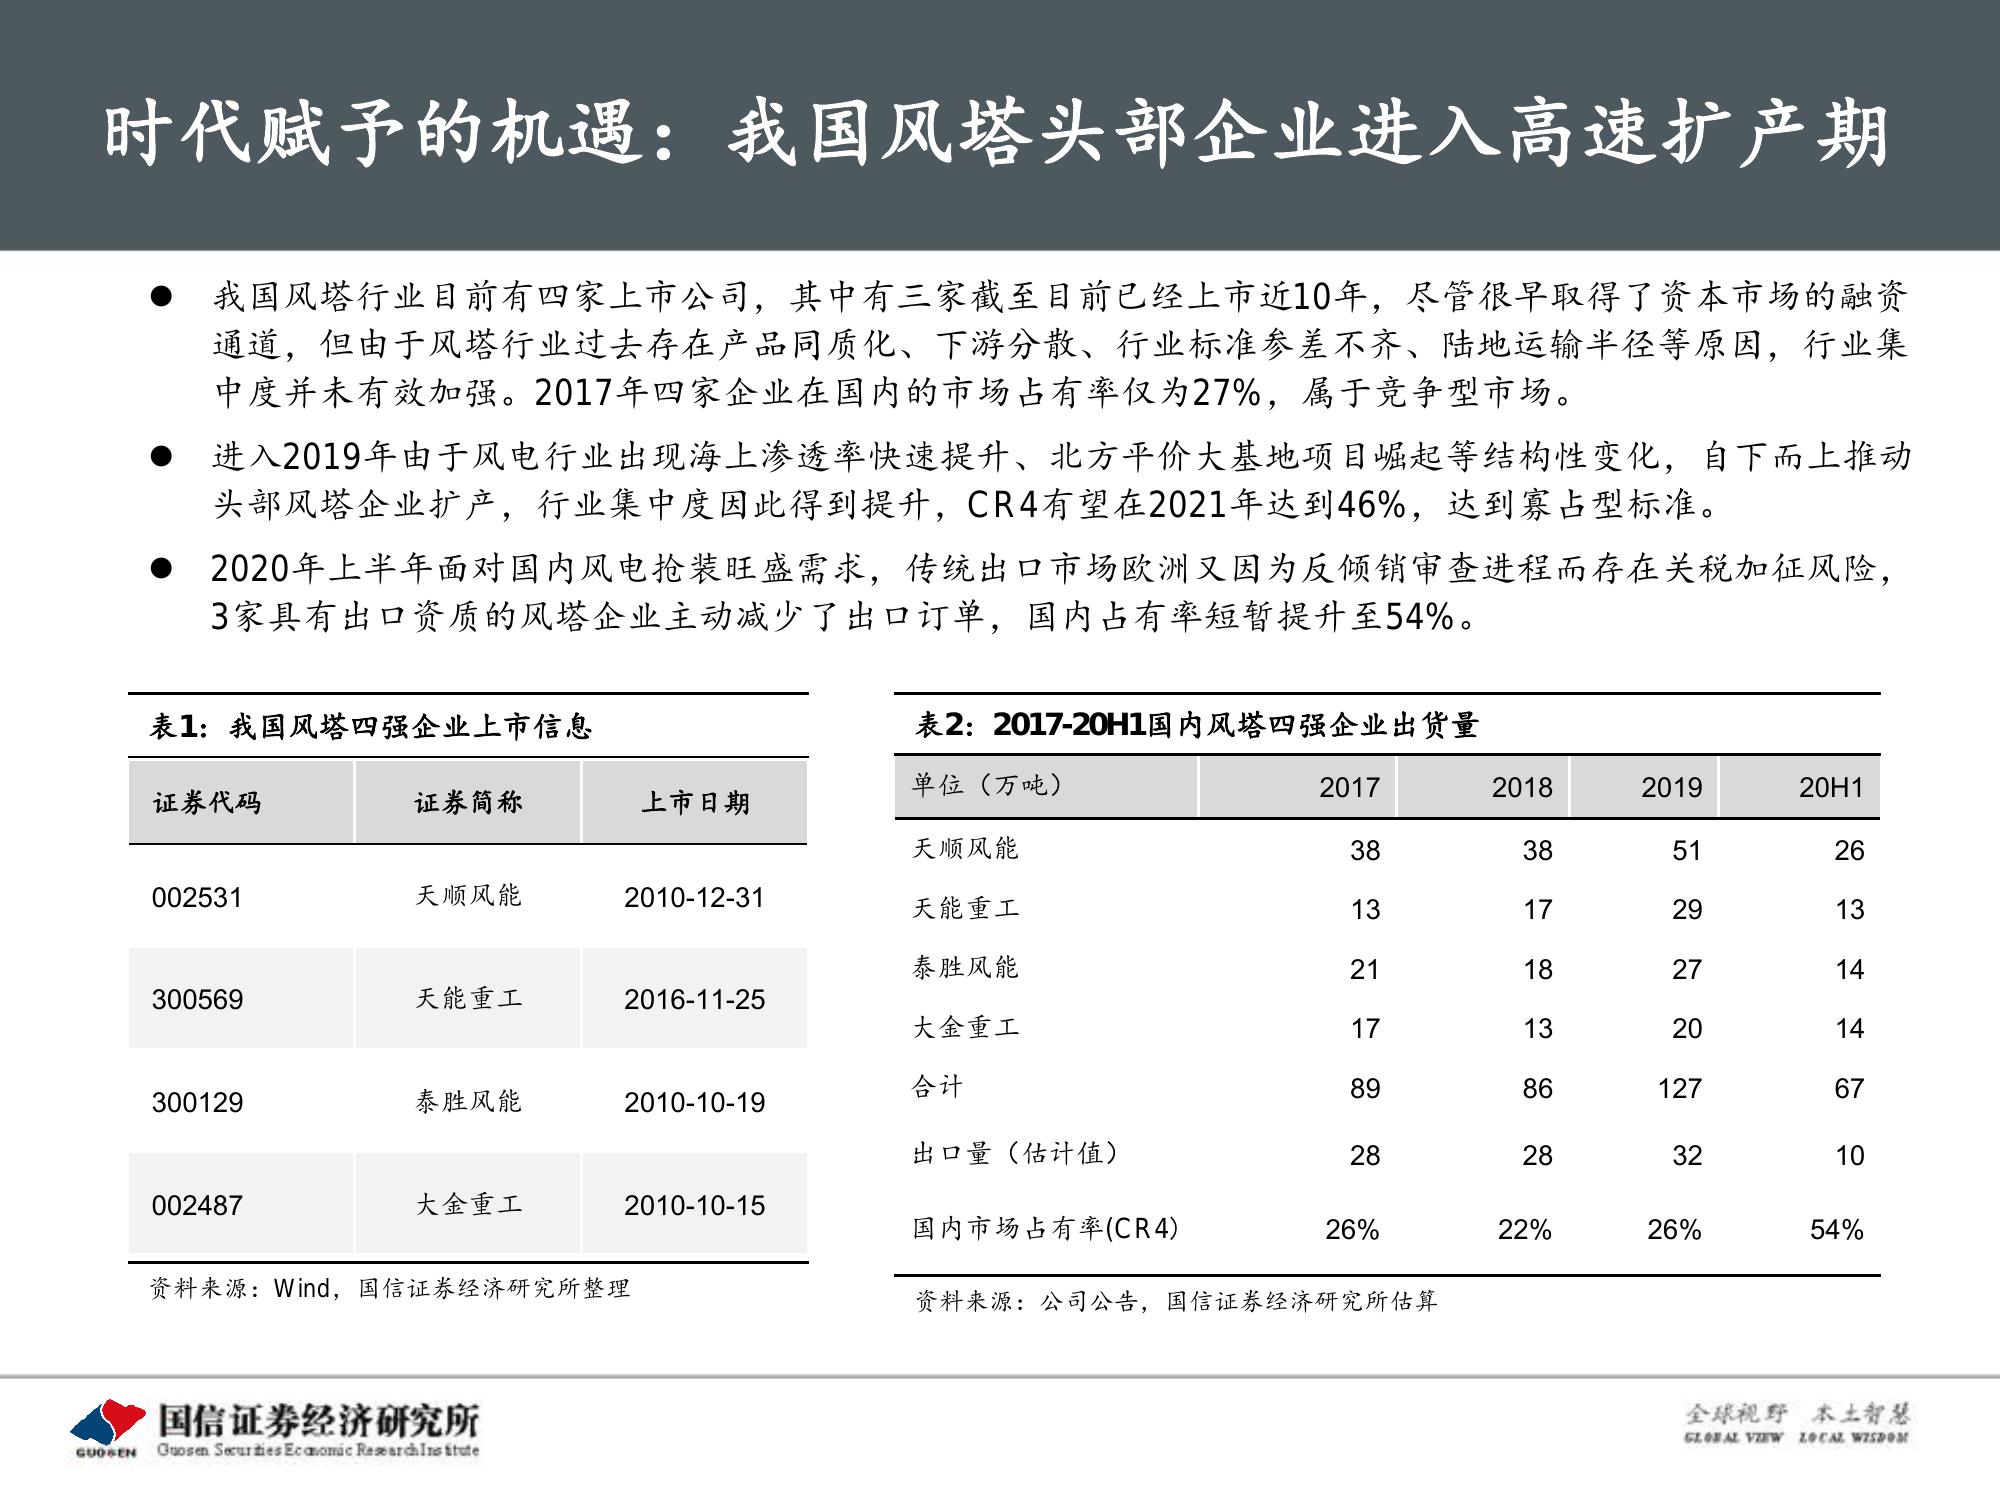 时代赋予的机遇：我国风塔头部企业进入高速扩产期
● 我国风塔行业目前有四家上市公司，其中有三家截至目前已经上市近10年，尽管很早取得了资本市场的融资
通道，但由于风塔行业过去存在产品同质化、下游分散、行业标准参差不齐、陆地运输半径等原因，行业集
中度并未有效加强。2017年四家企业在国内的市场占有率仅为27%，属于竞争型市场。
● 进入2019年由于风电行业出现海上渗透率快速提升、北方平价大基地项目崛起等结构性变化，自下而上推动
头部风塔企业扩产，行业集中度因此得到提升，CR4有望在2021年达到46%，达到寡占型标准。
● 2020年上半年面对国内风电抢装旺盛需求，传统出口市场欧洲又因为反倾销审查进程而存在关税加征风险，
3家具有出口资质的风塔企业主动减少了出口订单，国内占有率短暂提升至54%。
表1：我国风塔四强企业上市信息
证券代码 证券简称 上市日期
002531 天顺风能 2010-12-31
300569 天能重工 2016-11-25
300129 泰胜风能 2010-10-19
002487 大金重工 2010-10-15
资料来源：Wind，国信证券经济研究所整理
表2：2017-20H1国内风塔四强企业出货量
单位（万吨） 2017 2018 2019 20H1
天顺风能 38 38 51 26
天能重工 13 17 29 13
泰胜风能 21 18 27 14
大金重工 17 13 20 14
合计 89 86 127 67
出口量（估计值） 28 28 32 10
国内市场占有率(CR4) 26% 22% 26% 54%
资料来源：公司公告，国信证券经济研究所估算
GUOSEN
国信证券经济研究所
Guosen Securities Economic Research Institute
全球视野 本土智慧
GLOBAL VIEW LOCAL WISDOM